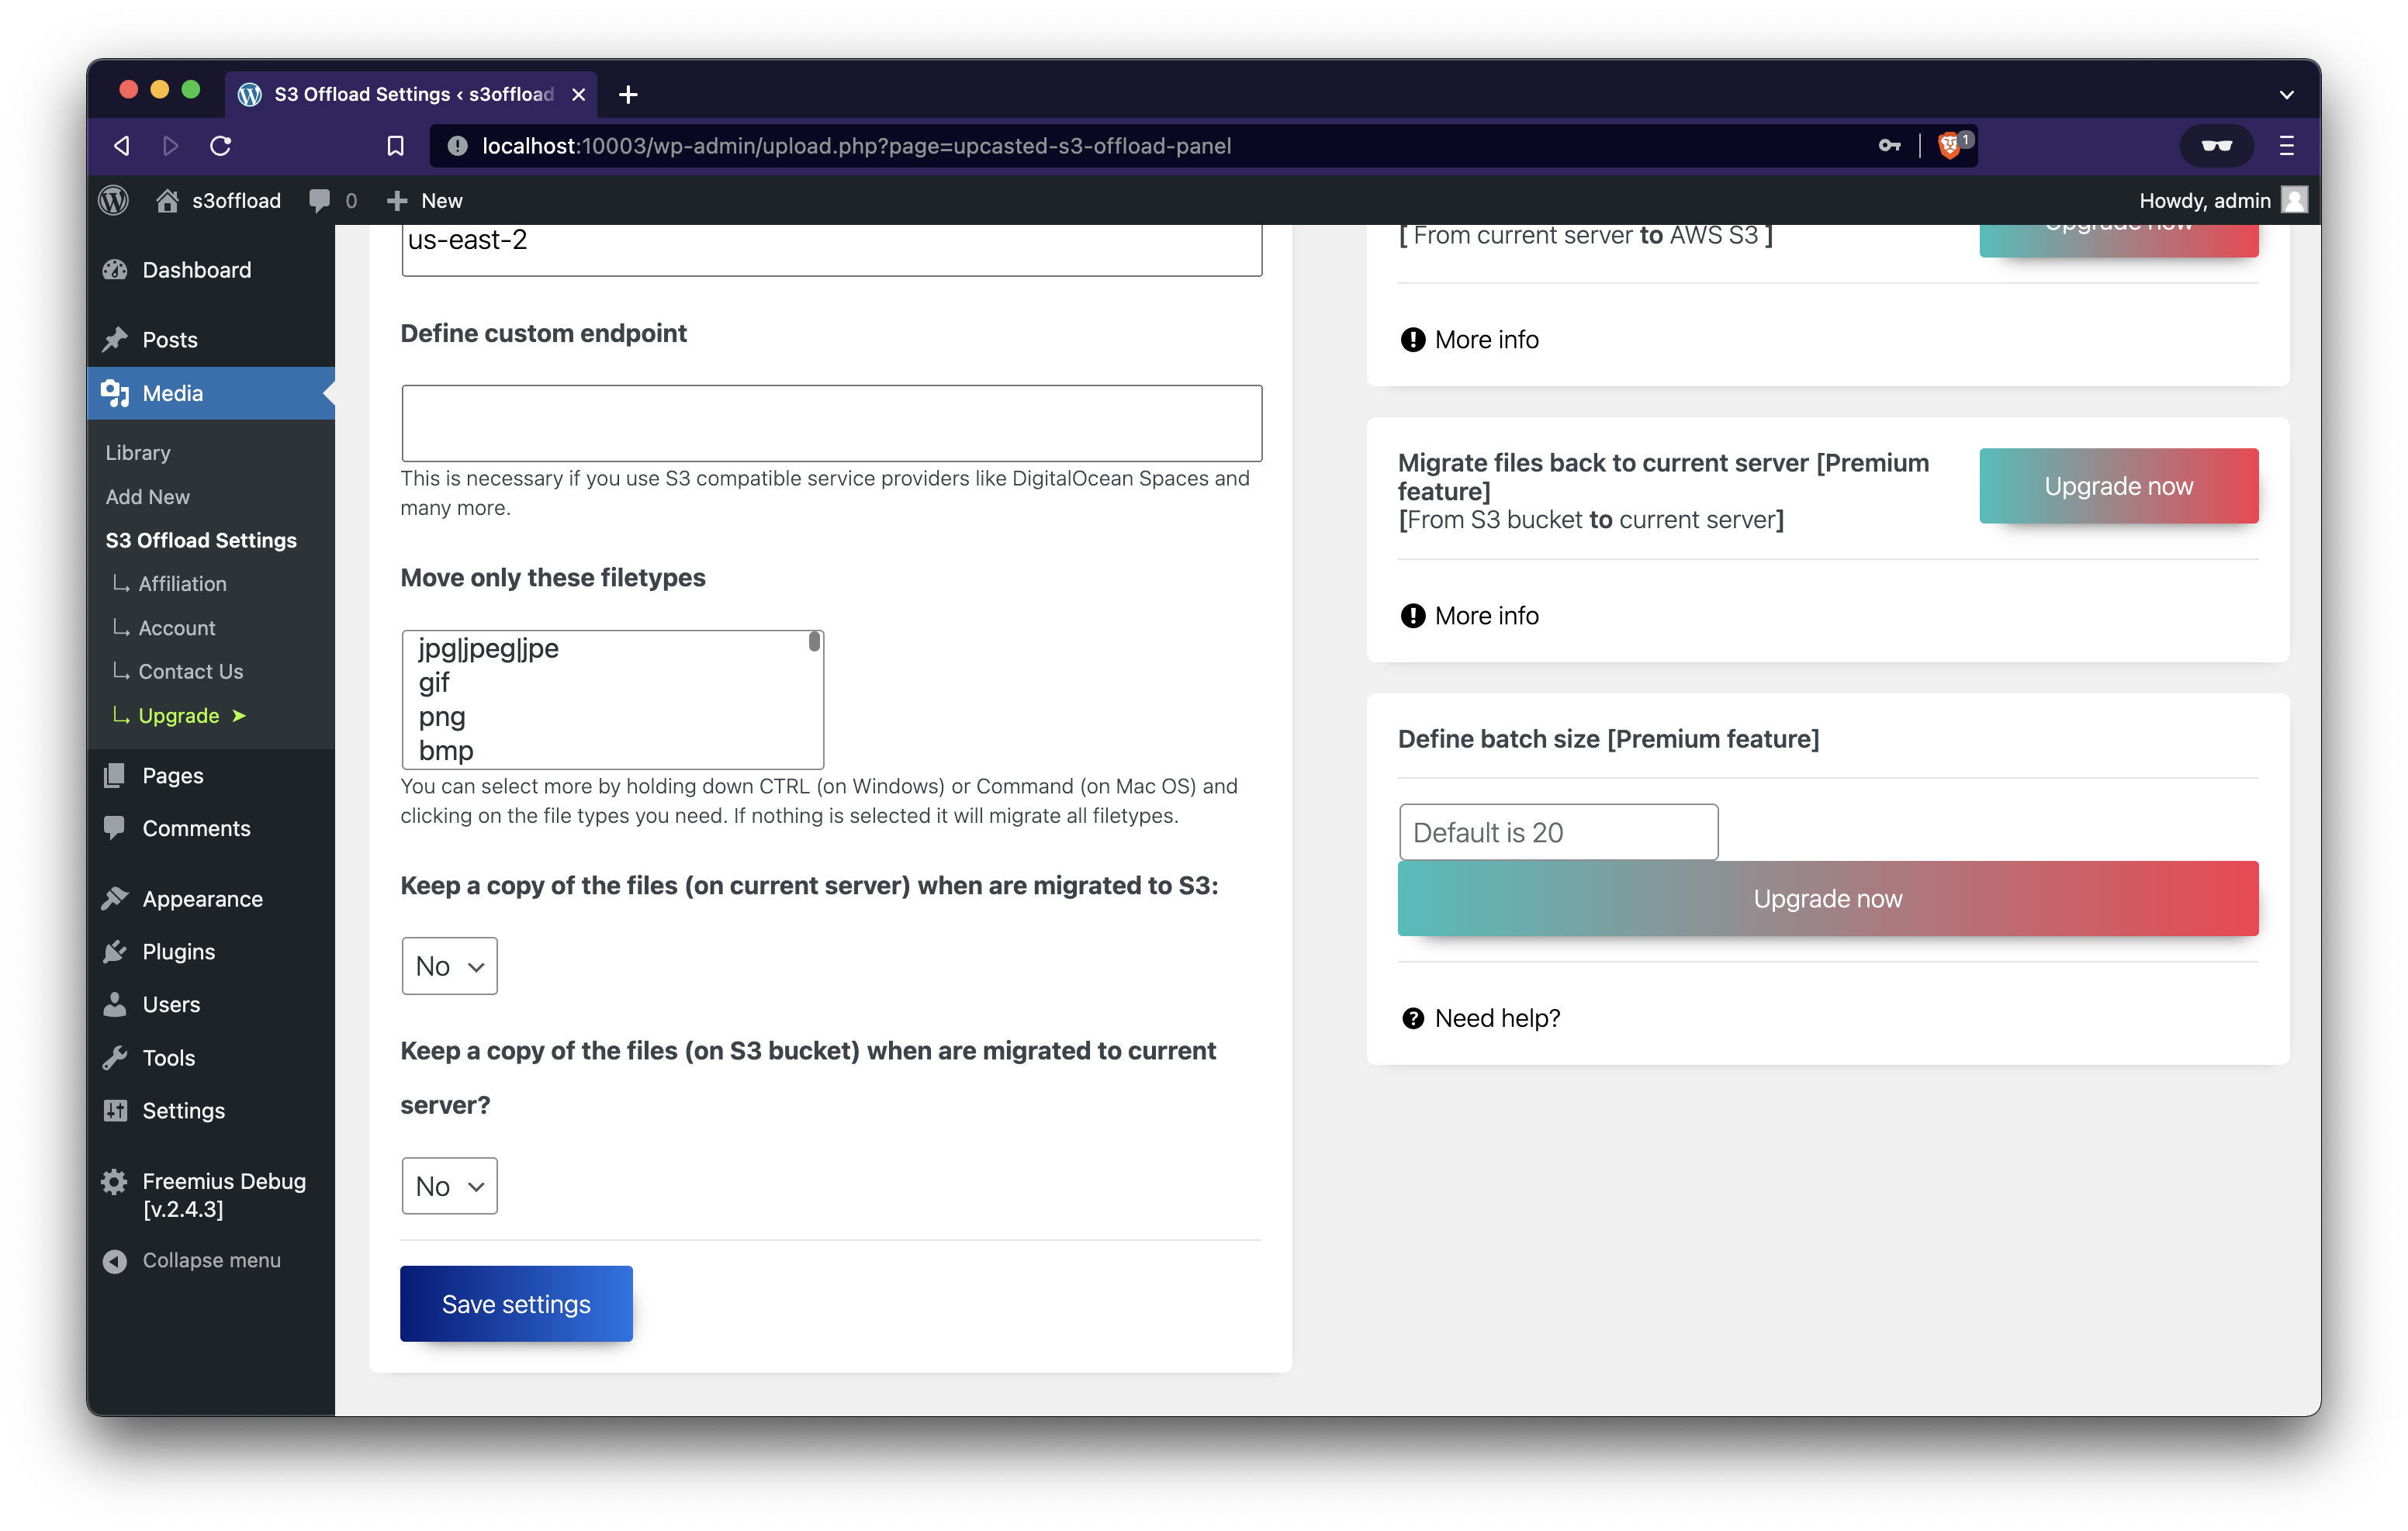 S3 Offload Settings ‹ s3offload
localhost:10003/wp-admin/upload.php?page=upcasted-s3-offload-panel
1
s3offload
0
New
Howdy, admin
Dashboard
Posts
Media
Library
Add New
S3 Offload Settings
Affiliation
Account
Contact Us
Upgrade ➤
Pages
Comments
Appearance
Plugins
Users
Tools
Settings
Freemius Debug
[v.2.4.3]
Collapse menu
us-east-2
Define custom endpoint
This is necessary if you use S3 compatible service providers like DigitalOcean Spaces and
many more.
Move only these filetypes
jpg|jpeg|jpe
gif
png
bmp
You can select more by holding down CTRL (on Windows) or Command (on Mac OS) and
clicking on the file types you need. If nothing is selected it will migrate all filetypes.
Keep a copy of the files (on current server) when are migrated to S3:
No
Keep a copy of the files (on S3 bucket) when are migrated to current
server?
No
Save settings
[ From current server to AWS S3 ]
Upgrade now
More info
Migrate files back to current server [Premium
feature]
[From S3 bucket to current server]
Upgrade now
More info
Define batch size [Premium feature]
Default is 20
Upgrade now
Need help?